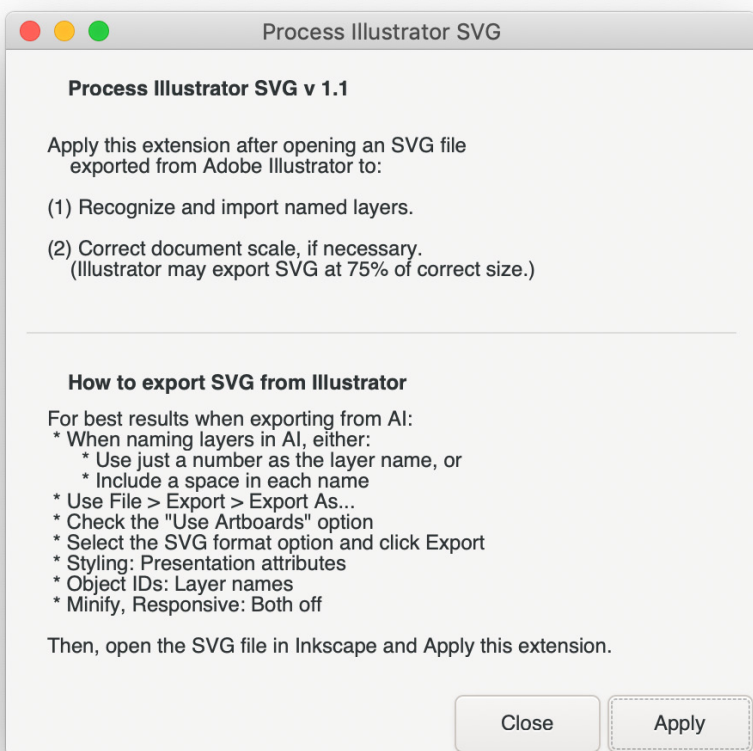 Process Illustrator SVG
Process Illustrator SVG v 1.1
Apply this extension after opening an SVG file
exported from Adobe Illustrator to:
(1) Recognize and import named layers.
(2) Correct document scale, if necessary.
(Illustrator may export SVG at 75% of correct size.)
How to export SVG from Illustrator
For best results when exporting from AI:
* When naming layers in AI, either:
* Use just a number as the layer name, or
* Include a space in each name
* Use File > Export > Export As...
* Check the "Use Artboards" option
* Select the SVG format option and click Export
* Styling: Presentation attributes
* Object IDs: Layer names
* Minify, Responsive: Both off
Then, open the SVG file in Inkscape and Apply this extension.
Close Apply